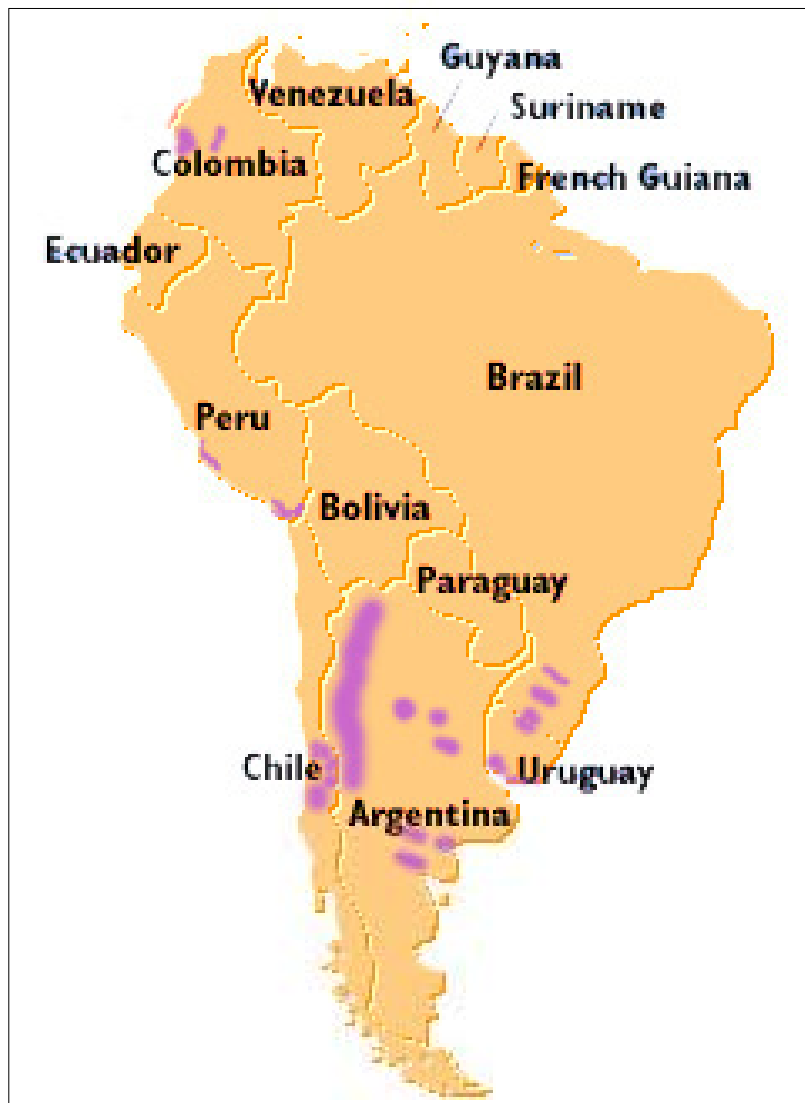 Guyana
Venezuela
Suriname
Colombia
French Guiana
Ecuador
Brazil
Peru
Bolivia
Paraguay
Chile
Uruguay
Argentina